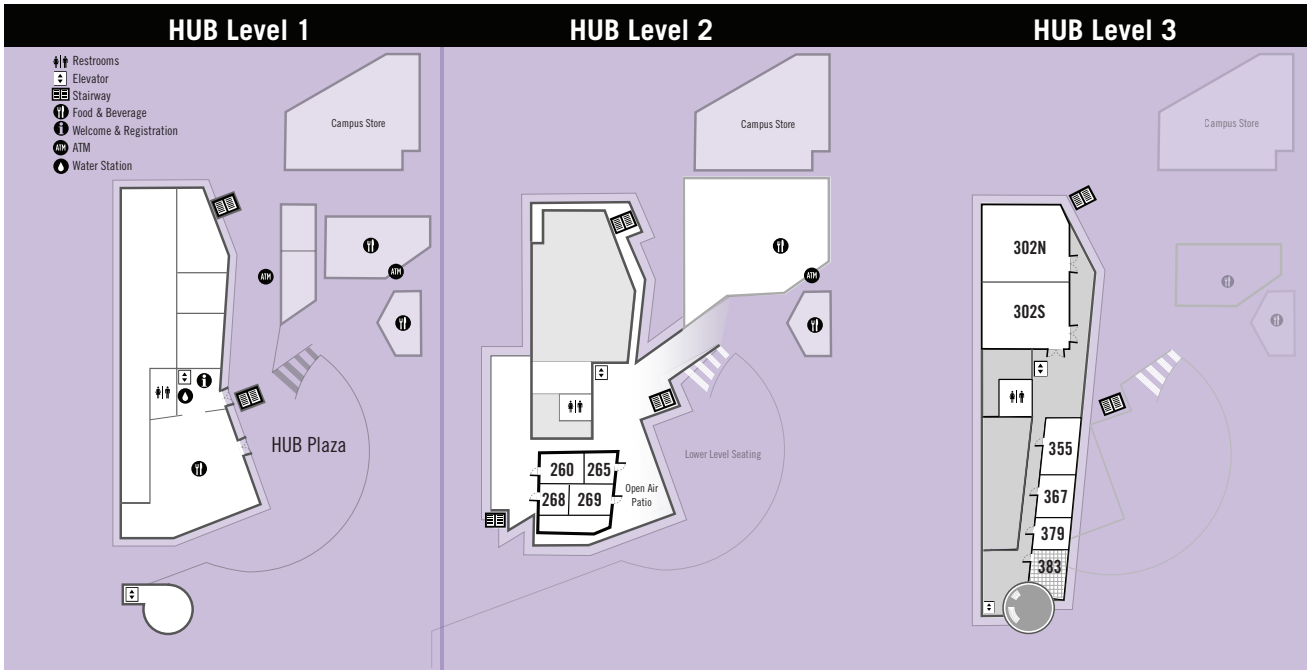 HUB Level 1
HUB Level 2
HUB Level 3
Restrooms
Elevator
Stairway
Food & Beverage
Welcome & Registration
ATM
ATM
Water Station
Campus Store
ATM
ATM
HUB Plaza
Campus Store
ATM
Lower Level Seating
260
265
268
269
Open Air
Patio
Campus Store
302N
302S
355
367
379
383